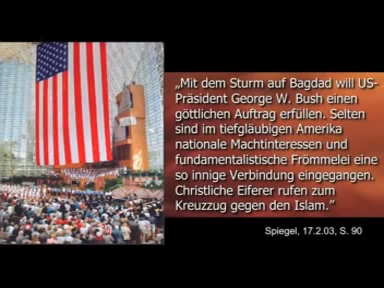 „Mit dem Sturm auf Bagdad will US-
Präsident George W. Bush einen
göttlichen Auftrag erfüllen. Selten
sind im tiefgläubigen Amerika
nationale Machtinteressen und
fundamentalistische Frömmelei eine
so innige Verbindung eingegangen.
Christliche Eiferer rufen zum
Kreuzzug gegen den Islam.”
Spiegel, 17.2.03, S. 90